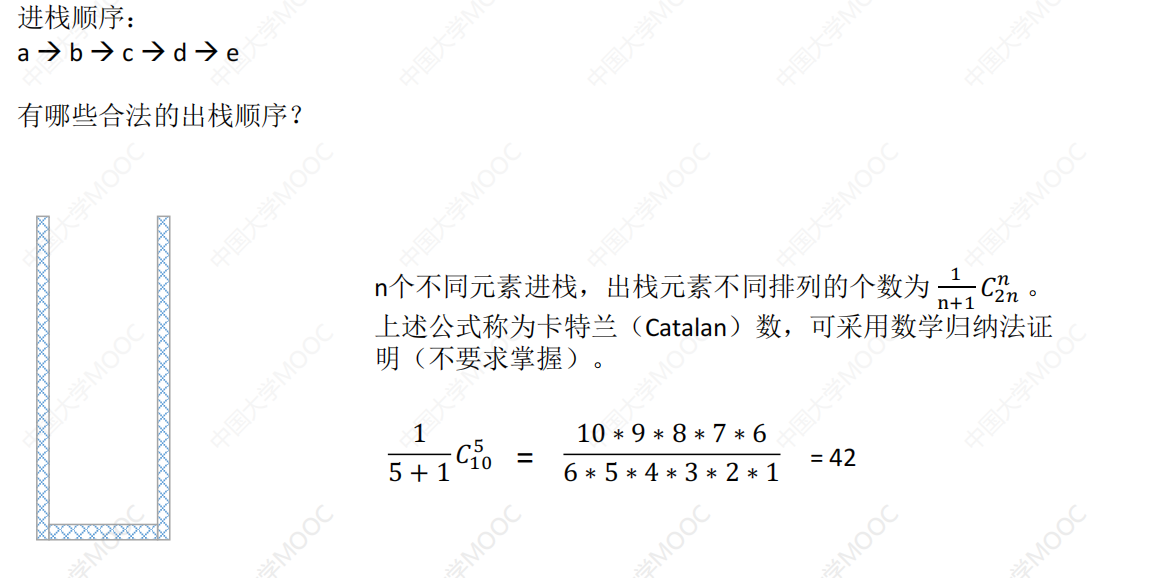 进栈顺序：
a → b → c → d → e
有哪些合法的出栈顺序？
n个不同元素进栈，出栈元素不同排列的个数为 \frac{1}{n+1} C_{2n}^{n} 。
上述公式称为卡特兰（Catalan）数，可采用数学归纳法证
明（不要求掌握）。
\frac{1}{5+1} C_{10}^{5} = \frac{10*9*8*7*6}{6*5*4*3*2*1} = 42
中国大学MOOC